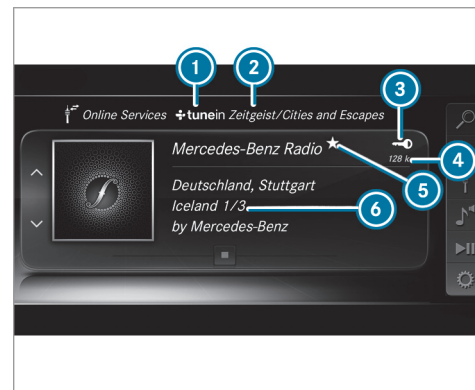 1 2
3
Online Services tunein Zeitgeist/Cities and Escapes
Mercedes-Benz Radio
128 k
4
5
Deutschland, Stuttgart
Iceland 1/3
6
by Mercedes-Benz